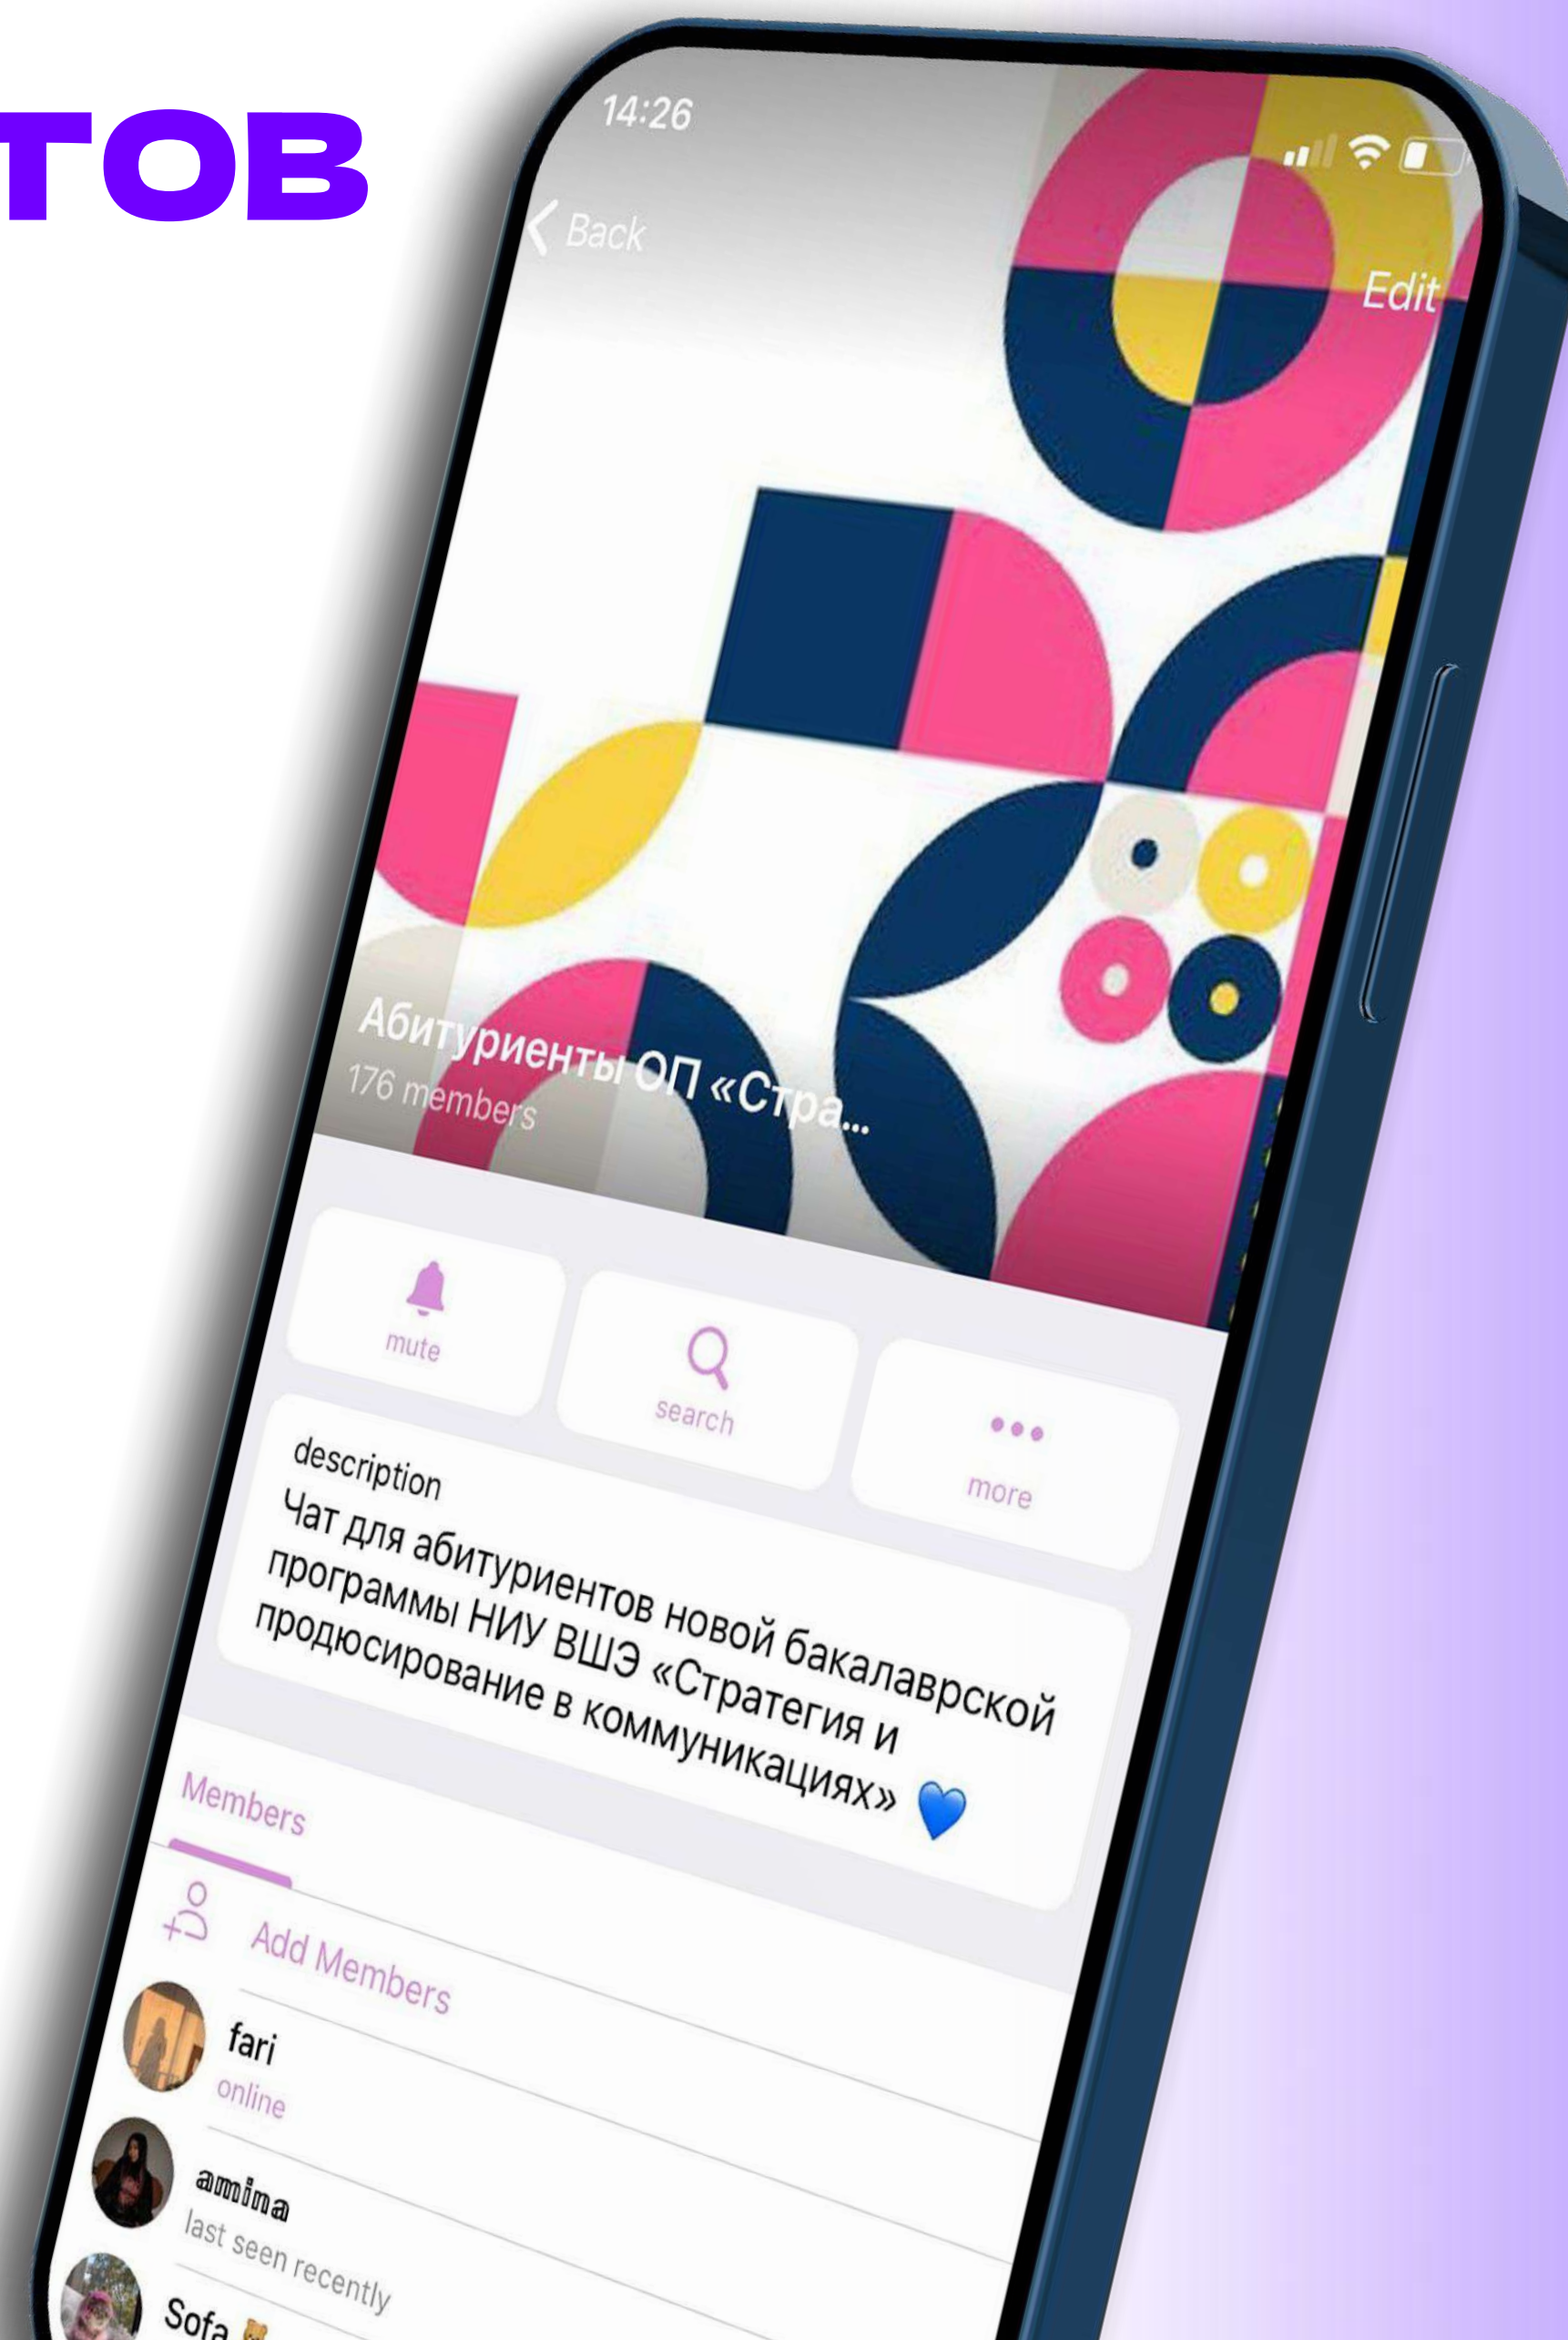 ТОВ
14:26
Back
Edit
Абитуриенты ОП «Стра...
176 members
mute
search
more
description
Чат для абитуриентов новой бакалаврской
программы НИУ ВШЭ «Стратегия и
продюсирование в коммуникациях» 💙
Members
Add Members
fari
online
amina
last seen recently
Sofa 🐻